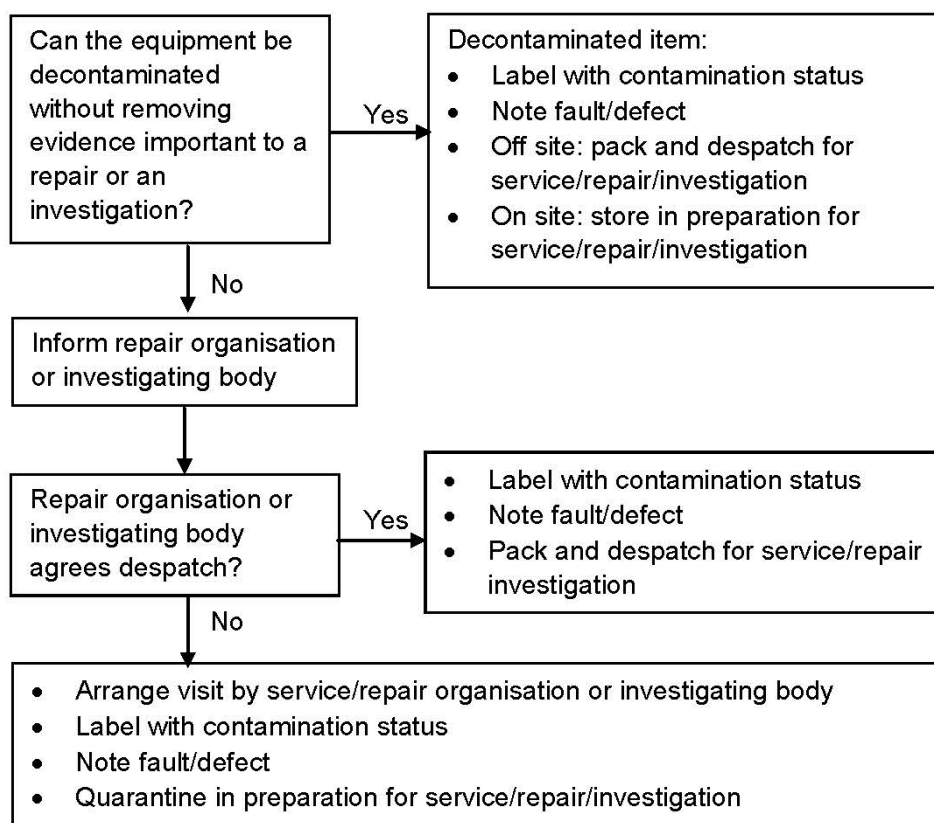 Can the equipment be
decontaminated
without removing
evidence important to a
repair or an
investigation?
Yes
Decontaminated item:
• Label with contamination status
• Note fault/defect
• Off site: pack and despatch for
service/repair/investigation
• On site: store in preparation for
service/repair/investigation
No
Inform repair organisation
or investigating body
Repair organisation or
investigating body
agrees despatch?
Yes
• Label with contamination status
• Note fault/defect
• Pack and despatch for service/repair
investigation
No
• Arrange visit by service/repair organisation or investigating body
• Label with contamination status
• Note fault/defect
• Quarantine in preparation for service/repair/investigation